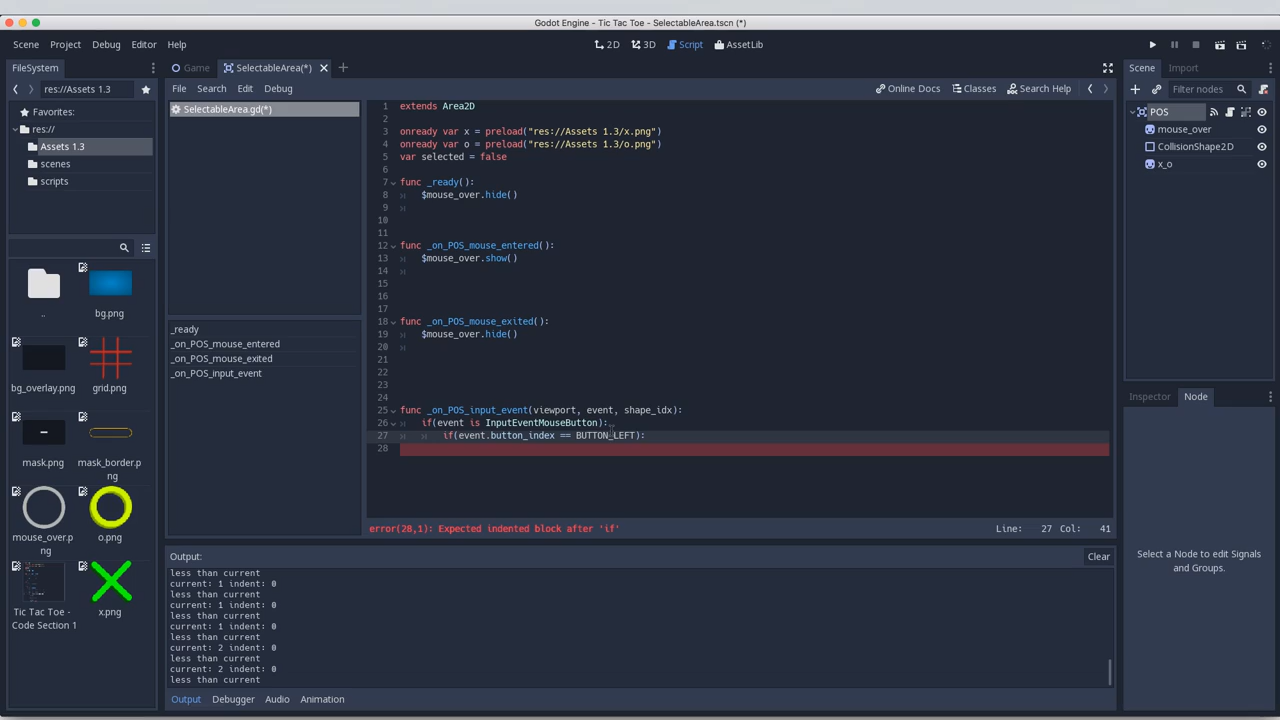 Godot Engine - Tic Tac Toe - SelectableArea.tscn (*)
Scene Project Debug Editor Help
2D 3D Script AssetLib
FileSystem
res://Assets 1.3
Favorites:
res://
Assets 1.3
scenes
scripts
..
bg.png
bg_overlay.png
grid.png
mask.png
mask_border.p
ng
mouse_over.p
ng
o.png
Tic Tac Toe -
Code Section 1
x.png
Game SelectableArea(*)
File Search Edit Debug
Online Docs Classes Search Help
SelectableArea.gd(*)
_ready
_on_POS_mouse_entered
_on_POS_mouse_exited
_on_POS_input_event
1 extends Area2D
2
3 onready var x = preload("res://Assets 1.3/x.png")
4 onready var o = preload("res://Assets 1.3/o.png")
5 var selected = false
6
7 func _ready():
8 $mouse_over.hide()
9
10
11
12 func _on_POS_mouse_entered():
13 $mouse_over.show()
14
15
16
17
18 func _on_POS_mouse_exited():
19 $mouse_over.hide()
20
21
22
23
24
25 func _on_POS_input_event(viewport, event, shape_idx):
26 if(event is InputEventMouseButton):
27 if(event.button_index == BUTTON_LEFT):
28
error(28,1): Expected indented block after 'if'
Line: 27 Col: 41
Output:
Clear
less than current
current: 1 indent: 0
less than current
current: 1 indent: 0
less than current
current: 1 indent: 0
less than current
current: 2 indent: 0
less than current
current: 2 indent: 0
less than current
Output Debugger Audio Animation
Scene Import
Filter nodes
POS
mouse_over
CollisionShape2D
x_o
Inspector Node
Select a Node to edit Signals
and Groups.